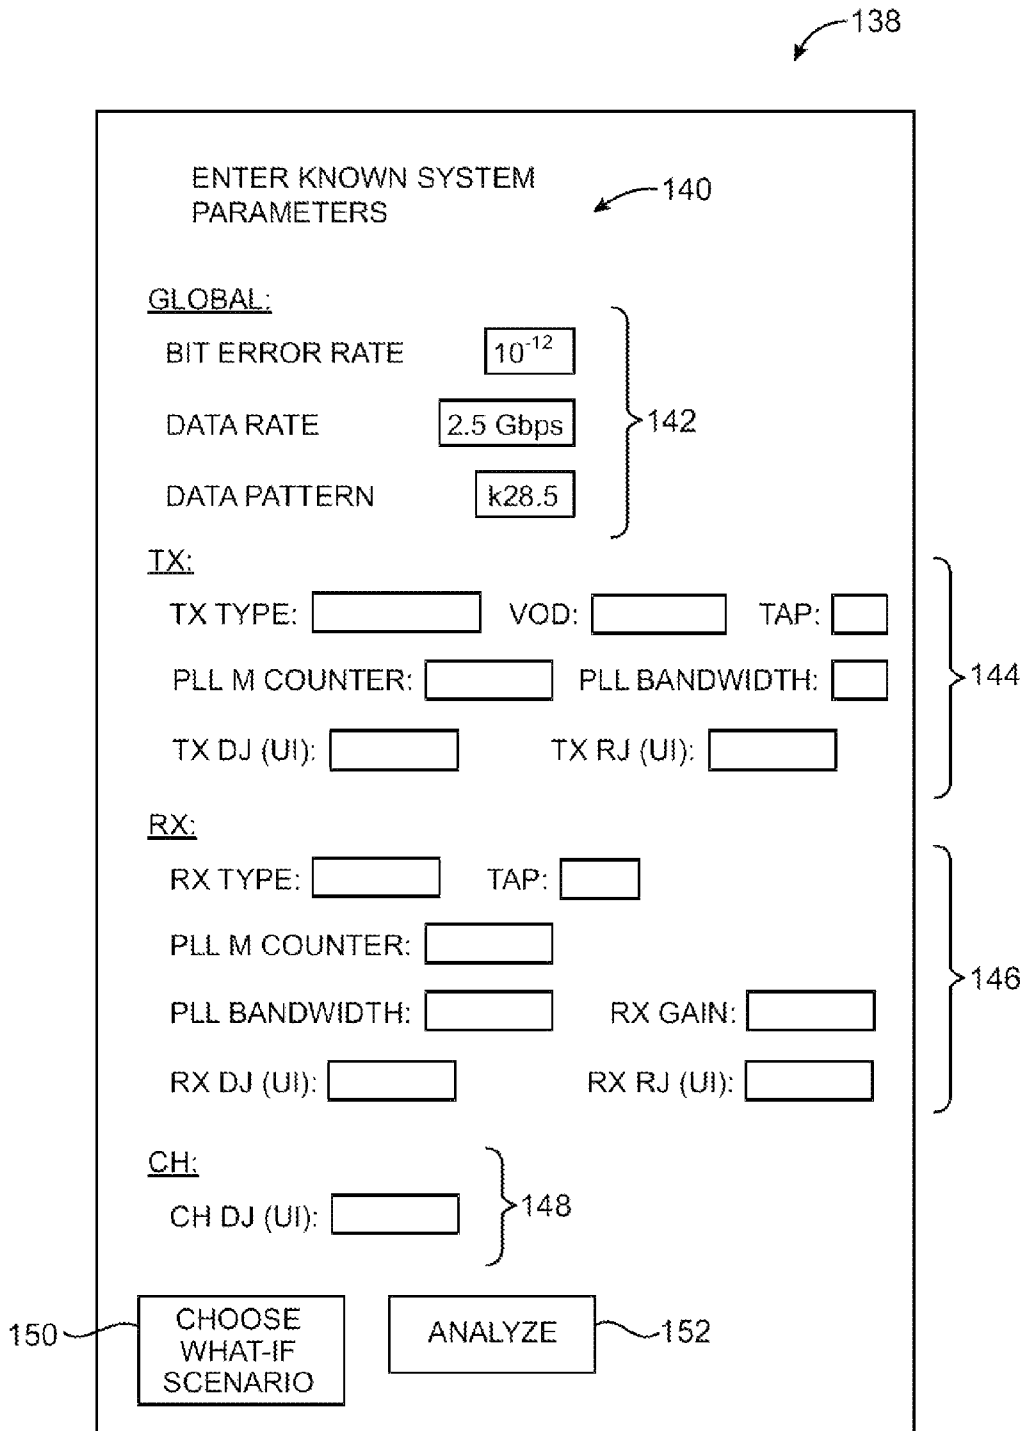 138
ENTER KNOWN SYSTEM
PARAMETERS
140
GLOBAL:
BIT ERROR RATE 10⁻¹²
DATA RATE 2.5 Gbps
142
DATA PATTERN k28.5
TX:
TX TYPE: VOD: TAP:
PLL M COUNTER: PLL BANDWIDTH:
144
TX DJ (UI): TX RJ (UI):
RX:
RX TYPE: TAP:
PLL M COUNTER:
146
PLL BANDWIDTH: RX GAIN:
RX DJ (UI): RX RJ (UI):
CH:
CH DJ (UI):
148
150
CHOOSE
WHAT-IF
SCENARIO
ANALYZE
152